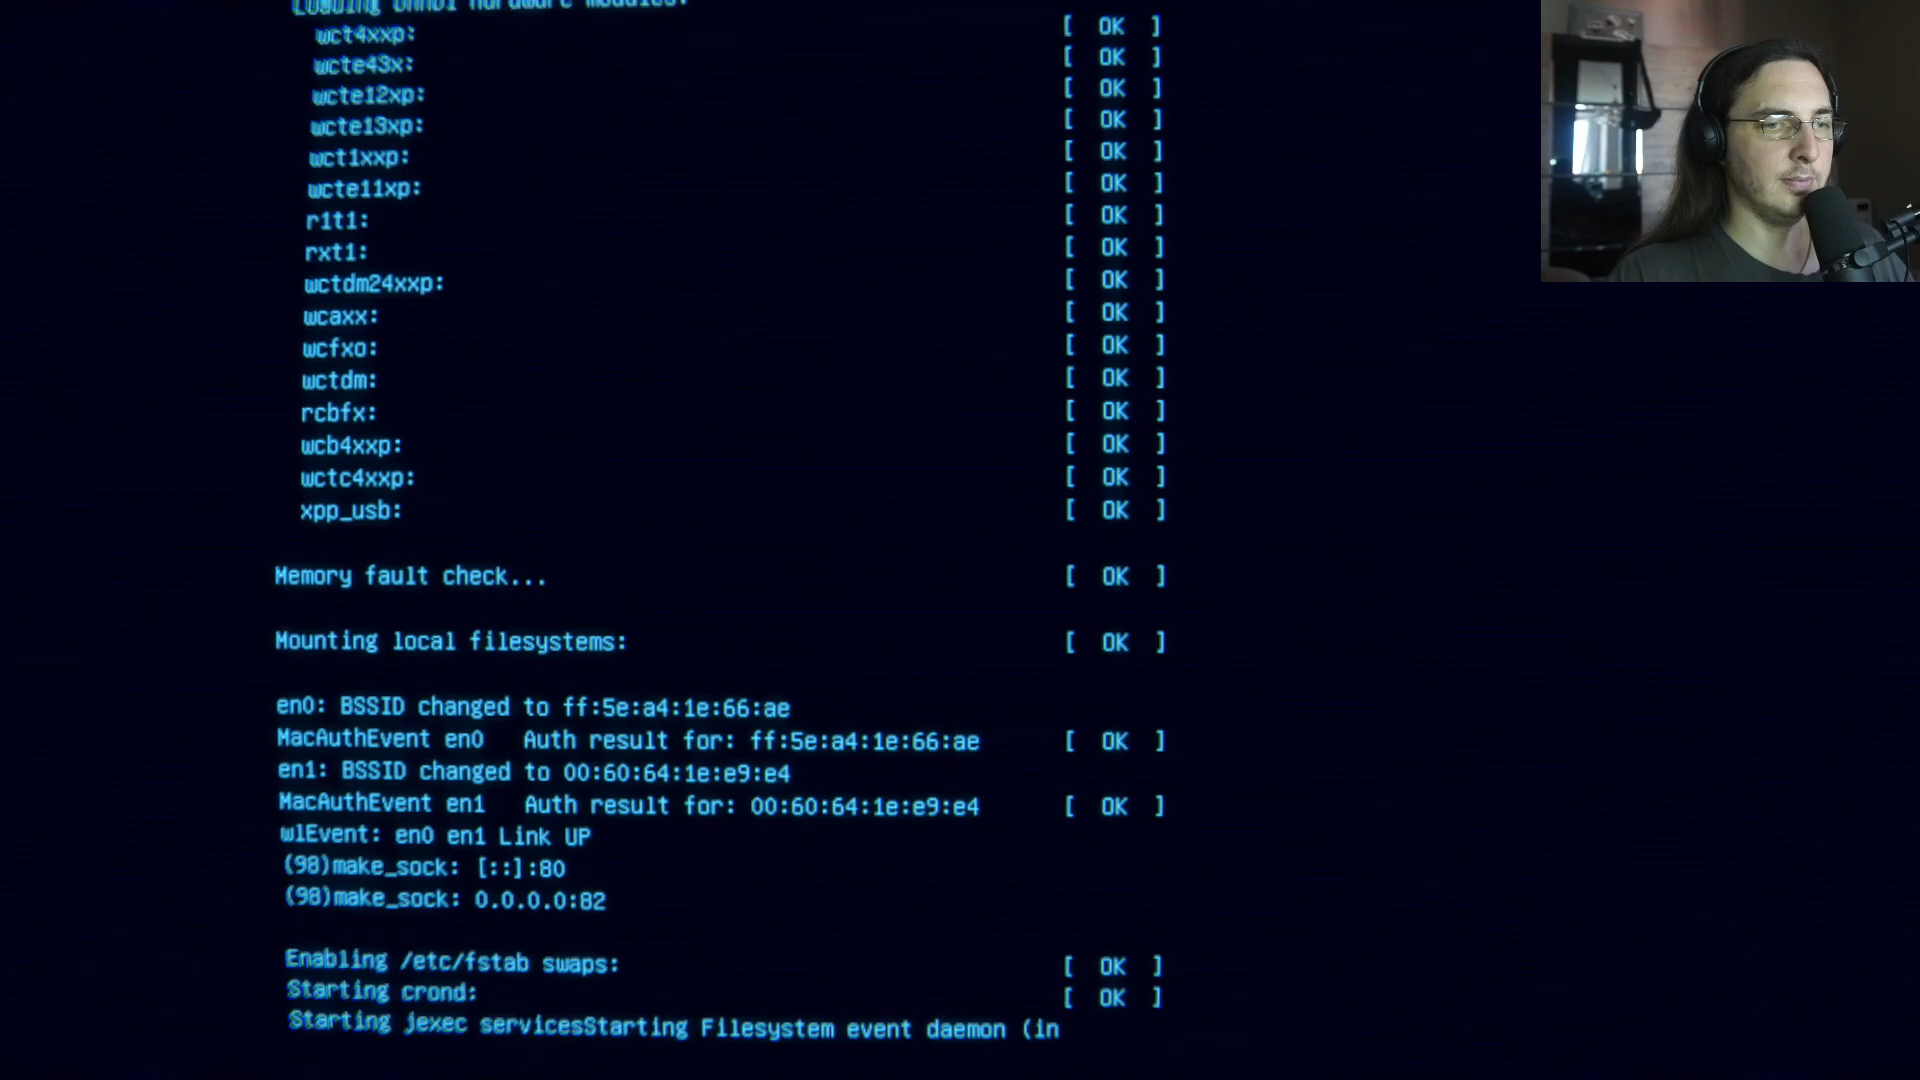 Loading DAHDI hardware modules:
wct4xxp: [ OK ]
wcte43x: [ OK ]
wcte12xp: [ OK ]
wcte13xp: [ OK ]
wct1xxp: [ OK ]
wcte11xp: [ OK ]
r1t1: [ OK ]
rxt1: [ OK ]
wctdm24xxp: [ OK ]
wcaxx: [ OK ]
wcfxo: [ OK ]
wctdm: [ OK ]
rcbfx: [ OK ]
wcb4xxp: [ OK ]
wctc4xxp: [ OK ]
xpp_usb: [ OK ]
Memory fault check... [ OK ]
Mounting local filesystems: [ OK ]
en0: BSSID changed to ff:5e:a4:1e:66:ae
MacAuthEvent en0 Auth result for: ff:5e:a4:1e:66:ae [ OK ]
en1: BSSID changed to 00:60:64:1e:e9:e4
MacAuthEvent en1 Auth result for: 00:60:64:1e:e9:e4 [ OK ]
wlEvent: en0 en1 Link UP
(98)make_sock: [::]:80
(98)make_sock: 0.0.0.0:82
Enabling /etc/fstab swaps: [ OK ]
Starting crond: [ OK ]
Starting jexec servicesStarting Filesystem event daemon (in